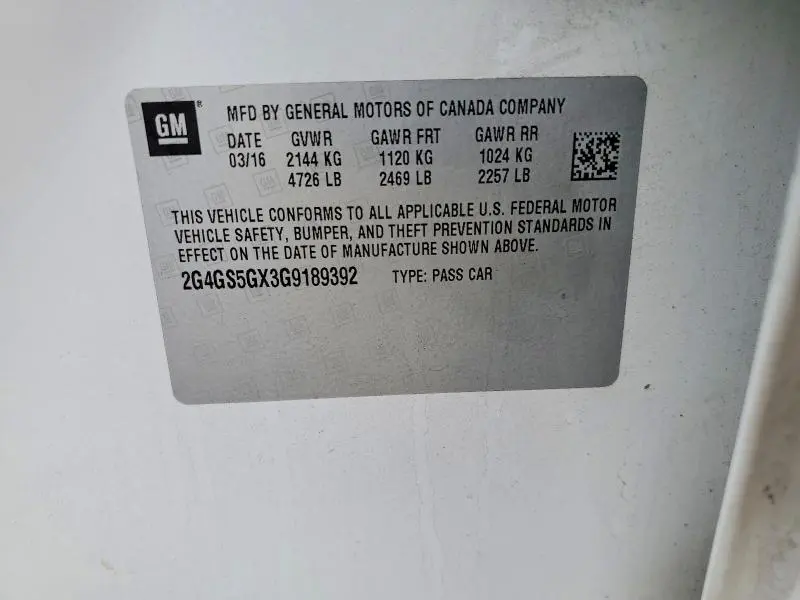 GM® MFD BY GENERAL MOTORS OF CANADA COMPANY
DATE GVWR GAWR FRT GAWR RR
03/16 2144 KG 1120 KG 1024 KG
4726 LB 2469 LB 2257 LB
THIS VEHICLE CONFORMS TO ALL APPLICABLE U.S. FEDERAL MOTOR
VEHICLE SAFETY, BUMPER, AND THEFT PREVENTION STANDARDS IN
EFFECT ON THE DATE OF MANUFACTURE SHOWN ABOVE.
2G4GS5GX3G9189392 TYPE: PASS CAR